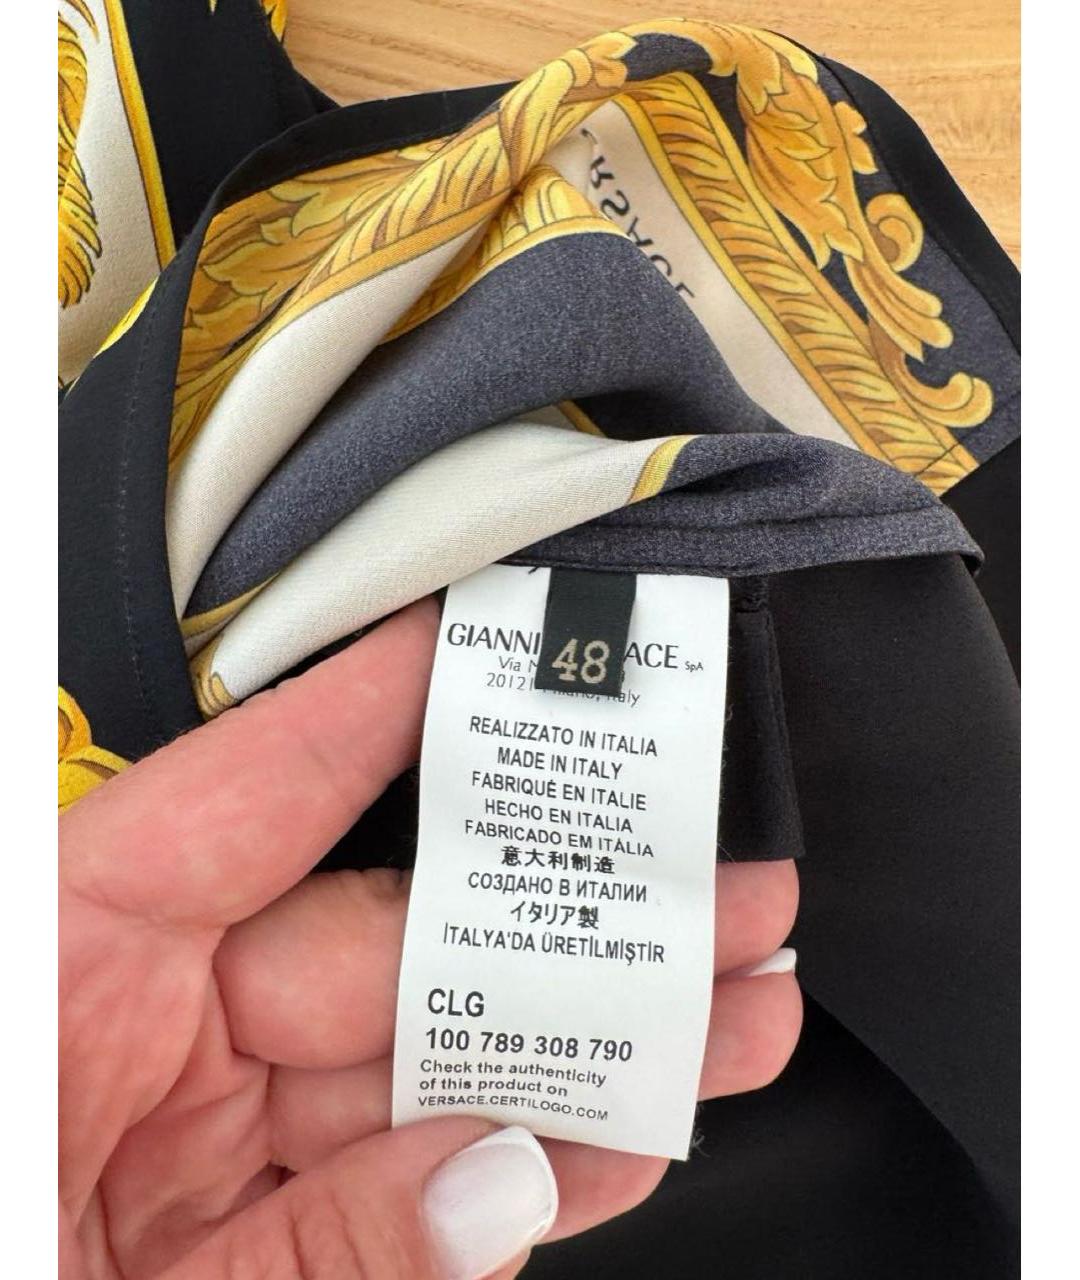 48
GIANNI ACE SpA
Via
20121 Milano, Italy
REALIZZATO IN ITALIA
MADE IN ITALY
FABRIQUÉ EN ITALIE
HECHO EN ITALIA
FABRICADO EM ITÁLIA
意大利制造
СОЗДАНО В ИТАЛИИ
イタリア製
İTALYA'DA ÜRETİLMİŞTİR
CLG
100 789 308 790
Check the authenticity
of this product on
VERSACE.CERTILOGO.COM